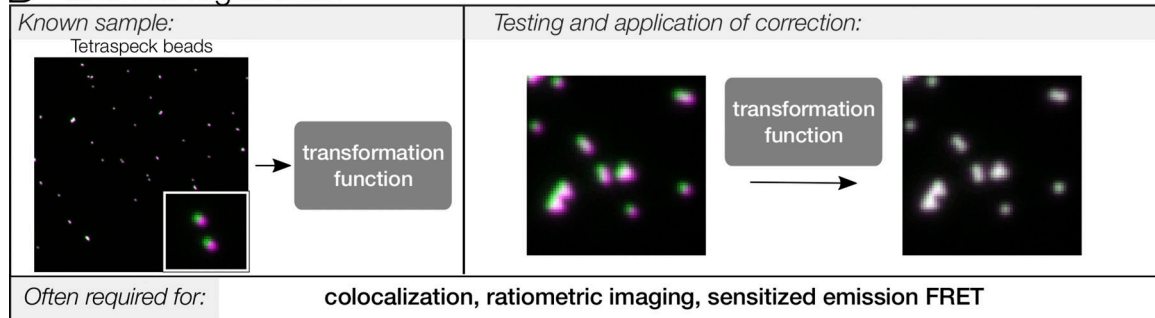 Known sample:
Testing and application of correction:
Tetraspeck beads
transformation
function
transformation
function
Often required for:
colocalization, ratiometric imaging, sensitized emission FRET